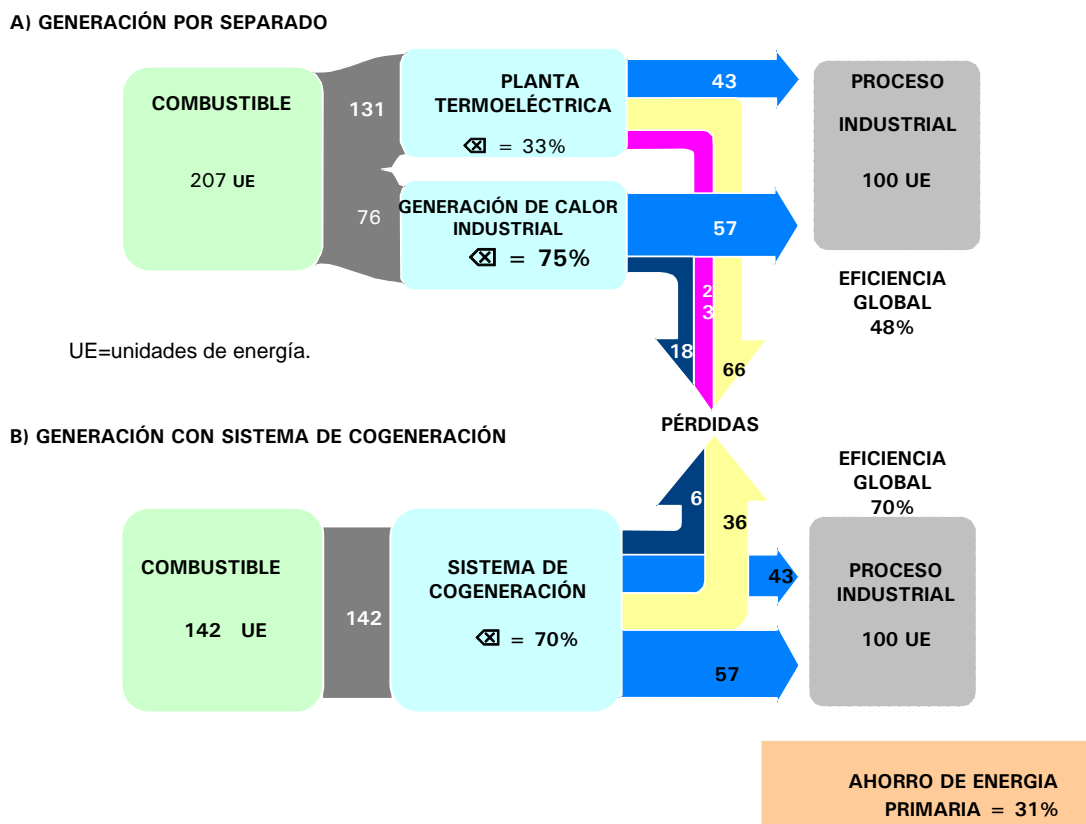 A) GENERACIÓN POR SEPARADO
COMBUSTIBLE
207 UE
131
76
PLANTA
TERMOELÉCTRICA
⌫ = 33%
GENERACIÓN DE CALOR
INDUSTRIAL
⌫ = 75%
43
57
PROCESO
INDUSTRIAL
100 UE
EFICIENCIA
GLOBAL
48%
2
3
18
66
UE=unidades de energía.
PÉRDIDAS
B) GENERACIÓN CON SISTEMA DE COGENERACIÓN
COMBUSTIBLE
142 UE
142
SISTEMA DE
COGENERACIÓN
⌫ = 70%
6
36
43
57
EFICIENCIA
GLOBAL
70%
PROCESO
INDUSTRIAL
100 UE
AHORRO DE ENERGIA
PRIMARIA = 31%